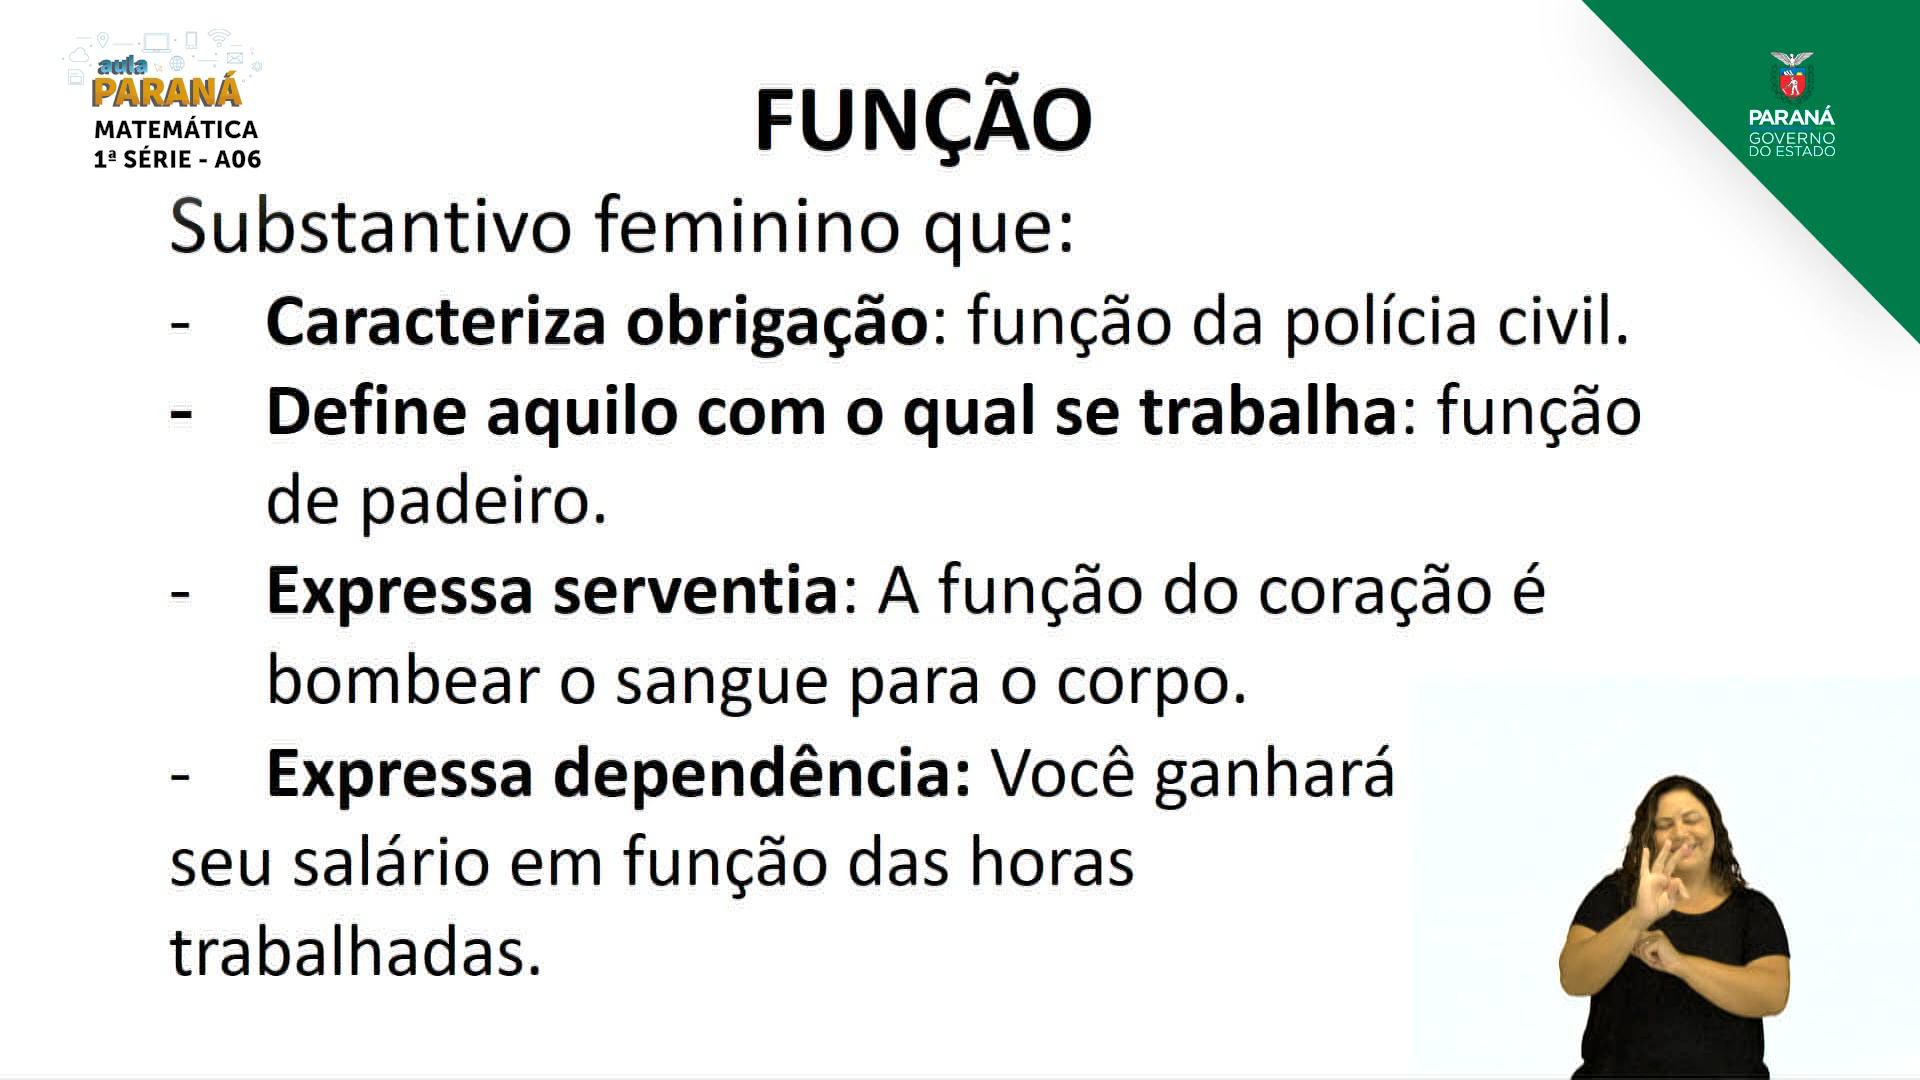 aula
PARANÁ
MATEMÁTICA
1ª SÉRIE - A06
PARANÁ
GOVERNO
DO ESTADO
FUNÇÃO
Substantivo feminino que:
- Caracteriza obrigação: função da polícia civil.
- Define aquilo com o qual se trabalha: função
de padeiro.
- Expressa serventia: A função do coração é
bombear o sangue para o corpo.
- Expressa dependência: Você ganhará
seu salário em função das horas
trabalhadas.